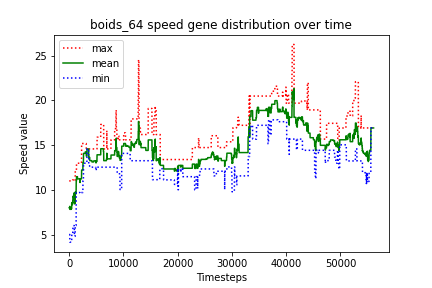 boids_64 speed gene distribution over time
max
mean
min
Speed value
25
20
15
10
5
0
10000
20000
30000
40000
50000
Timesteps